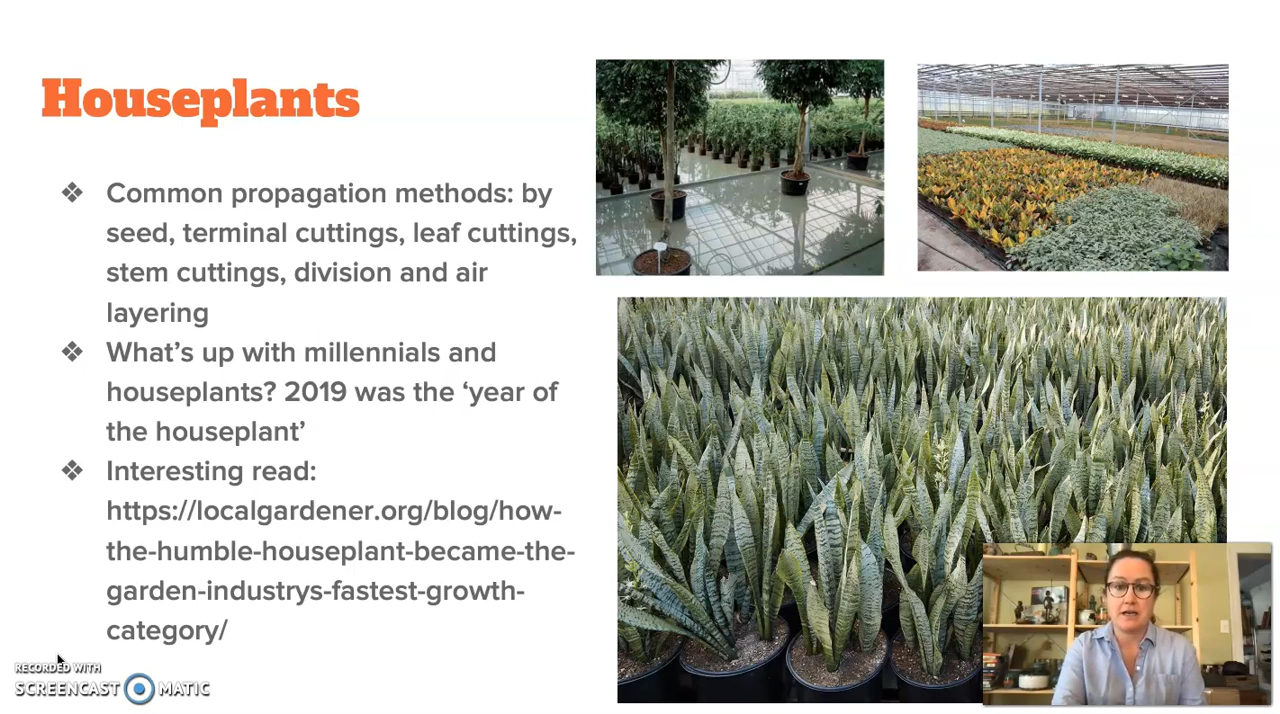 Houseplants
❖ Common propagation methods: by
seed, terminal cuttings, leaf cuttings,
stem cuttings, division and air
layering
❖ What’s up with millennials and
houseplants? 2019 was the ‘year of
the houseplant’
❖ Interesting read:
https://localgardener.org/blog/how-
the-humble-houseplant-became-the-
garden-industrys-fastest-growth-
category/
RECORDED WITH
SCREENCAST MATIC